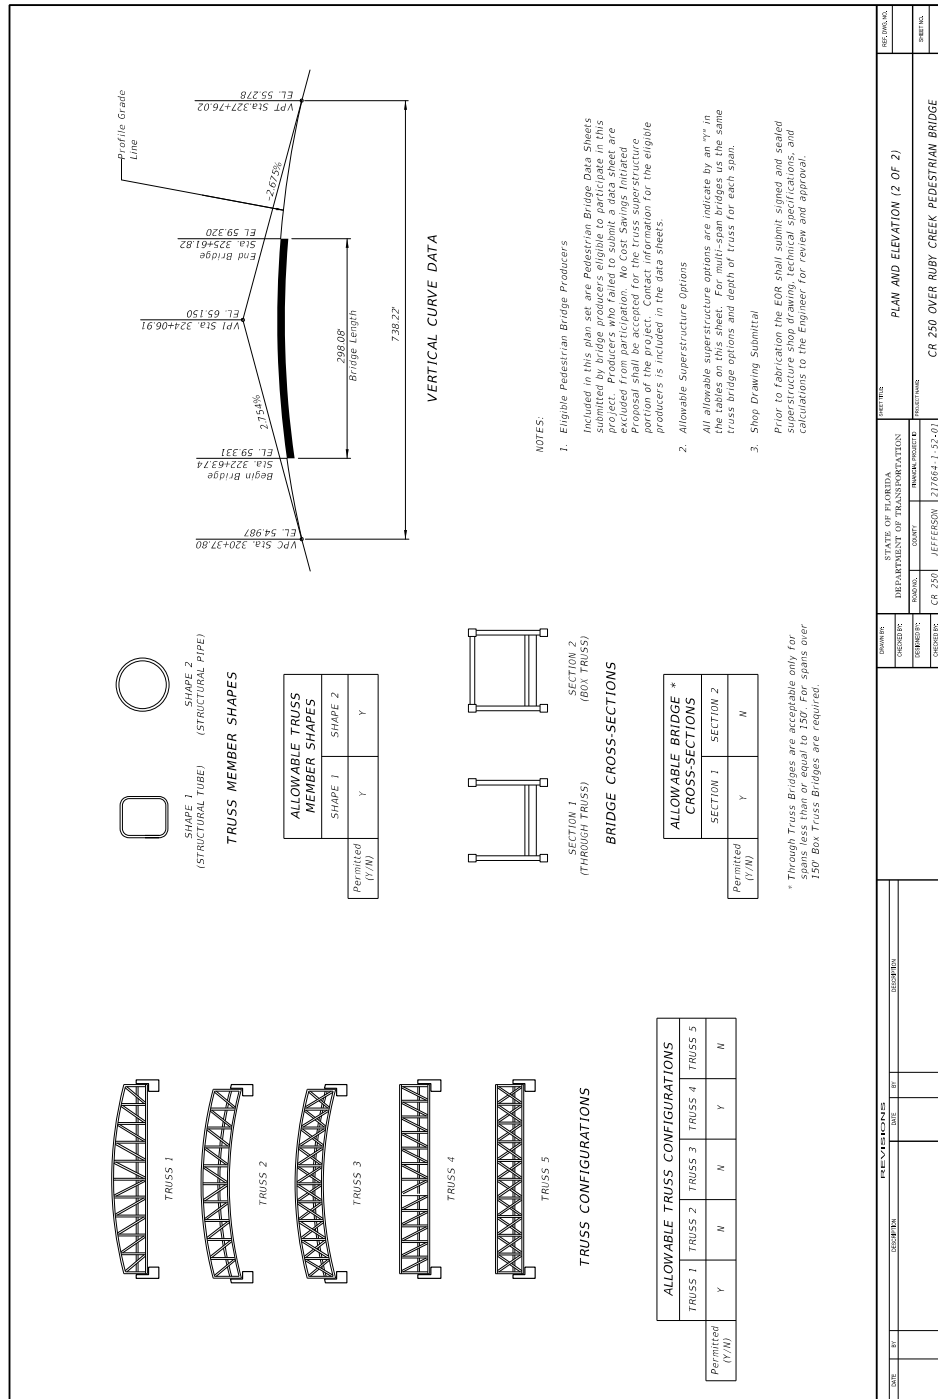 TRUSS 1
TRUSS 2
TRUSS 3
TRUSS 4
TRUSS 5
TRUSS CONFIGURATIONS
ALLOWABLE TRUSS CONFIGURATIONS
TRUSS 1 TRUSS 2 TRUSS 3 TRUSS 4 TRUSS 5
Permitted
(Y/N)
Y N N Y N
SHAPE 1
(STRUCTURAL TUBE)
SHAPE 2
(STRUCTURAL PIPE)
TRUSS MEMBER SHAPES
ALLOWABLE TRUSS
MEMBER SHAPES
SHAPE 1 SHAPE 2
Permitted
(Y/N)
Y Y
SECTION 1
(THROUGH TRUSS)
SECTION 2
(BOX TRUSS)
BRIDGE CROSS-SECTIONS
ALLOWABLE BRIDGE *
CROSS-SECTIONS
SECTION 1 SECTION 2
Permitted
(Y/N)
Y N
* Through Truss Bridges are acceptable only for
spans less than or equal to 150'. For spans over
150' Box Truss Bridges are required.
VPC Sta. 320+37.80
EL. 54.987
Begin Bridge
Sta. 322+63.74
EL. 59.331
2.754%
VPI Sta. 324+06.91
EL. 65.150
End Bridge
Sta. 325+61.82
EL. 59.320
-2.675%
Profile Grade
Line
VPT Sta.327+76.02
EL. 55.278
298.08'
Bridge Length
738.22'
VERTICAL CURVE DATA
NOTES:
1. Eligible Pedestrian Bridge Producers
Included in this plan set are Pedestrian Bridge Data Sheets
submitted by bridge producers eligible to participate in this
project. Producers who failed to submit a data sheet are
excluded from participation. No Cost Savings Initiated
Proposal shall be accepted for the truss superstructure
portion of the project. Contact information for the eligible
producers is included in the data sheets.
2. Allowable Superstructure Options
All allowable superstructure options are indicate by an "Y" in
the tables on this sheet. For multi-span bridges us the same
truss bridge options and depth of truss for each span.
3. Shop Drawing Submittal
Prior to fabrication the EOR shall submit signed and sealed
superstructure shop drawing, technical specifications, and
calculations to the Engineer for review and approval.
REVISIONS
DATE BY DESCRIPTION DATE BY DESCRIPTION
DRAWN BY:
CHECKED BY:
DESIGNED BY:
CHECKED BY:
STATE OF FLORIDA
DEPARTMENT OF TRANSPORTATION
ROAD NO. COUNTY FINANCIAL PROJECT ID
CR 250 JEFFERSON 217664-1-52-01
SHEET TITLE:
PLAN AND ELEVATION (2 OF 2)
PROJECT NAME:
CR 250 OVER RUBY CREEK PEDESTRIAN BRIDGE
REF. DWG. NO.
SHEET NO.